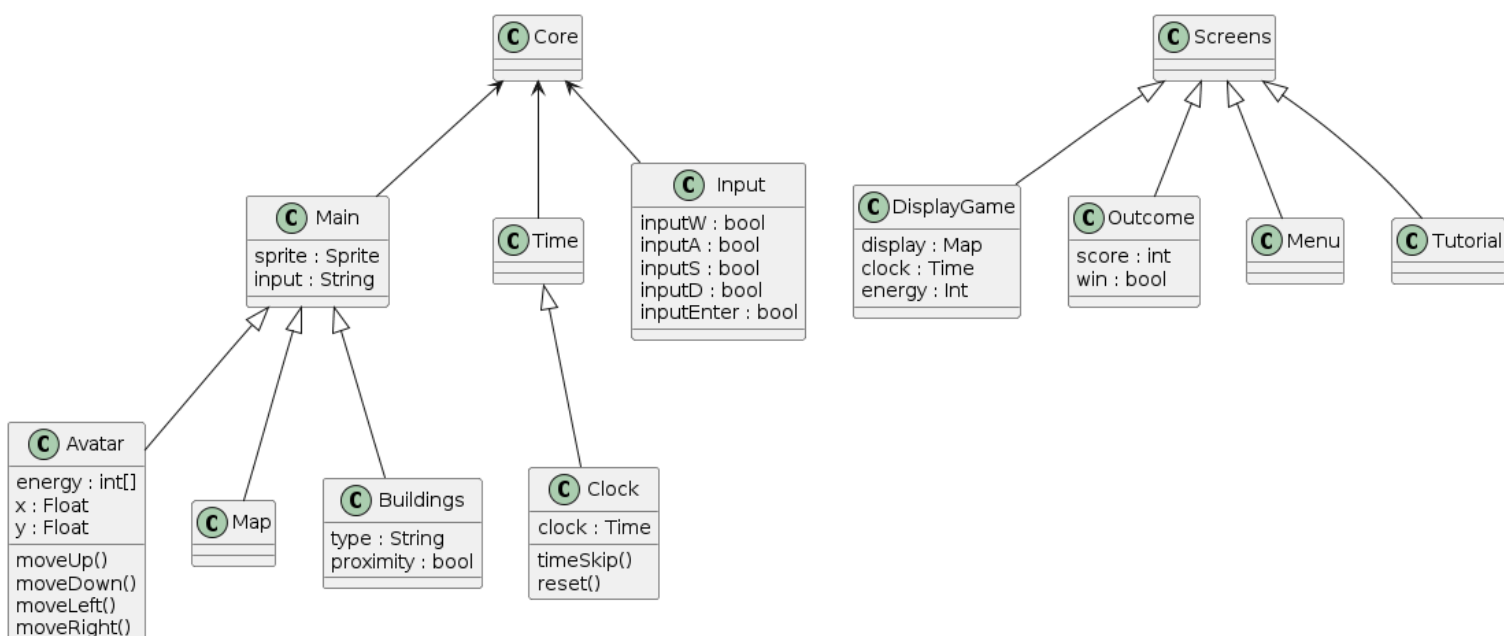 C Core
C Screens
C Main
sprite : Sprite
input : String
C Time
C Input
inputW : bool
inputA : bool
inputS : bool
inputD : bool
inputEnter : bool
C DisplayGame
display : Map
clock : Time
energy : Int
C Outcome
score : int
win : bool
C Menu
C Tutorial
C Avatar
energy : int[]
x : Float
y : Float
moveUp()
moveDown()
moveLeft()
moveRight()
C Map
C Buildings
type : String
proximity : bool
C Clock
clock : Time
timeSkip()
reset()